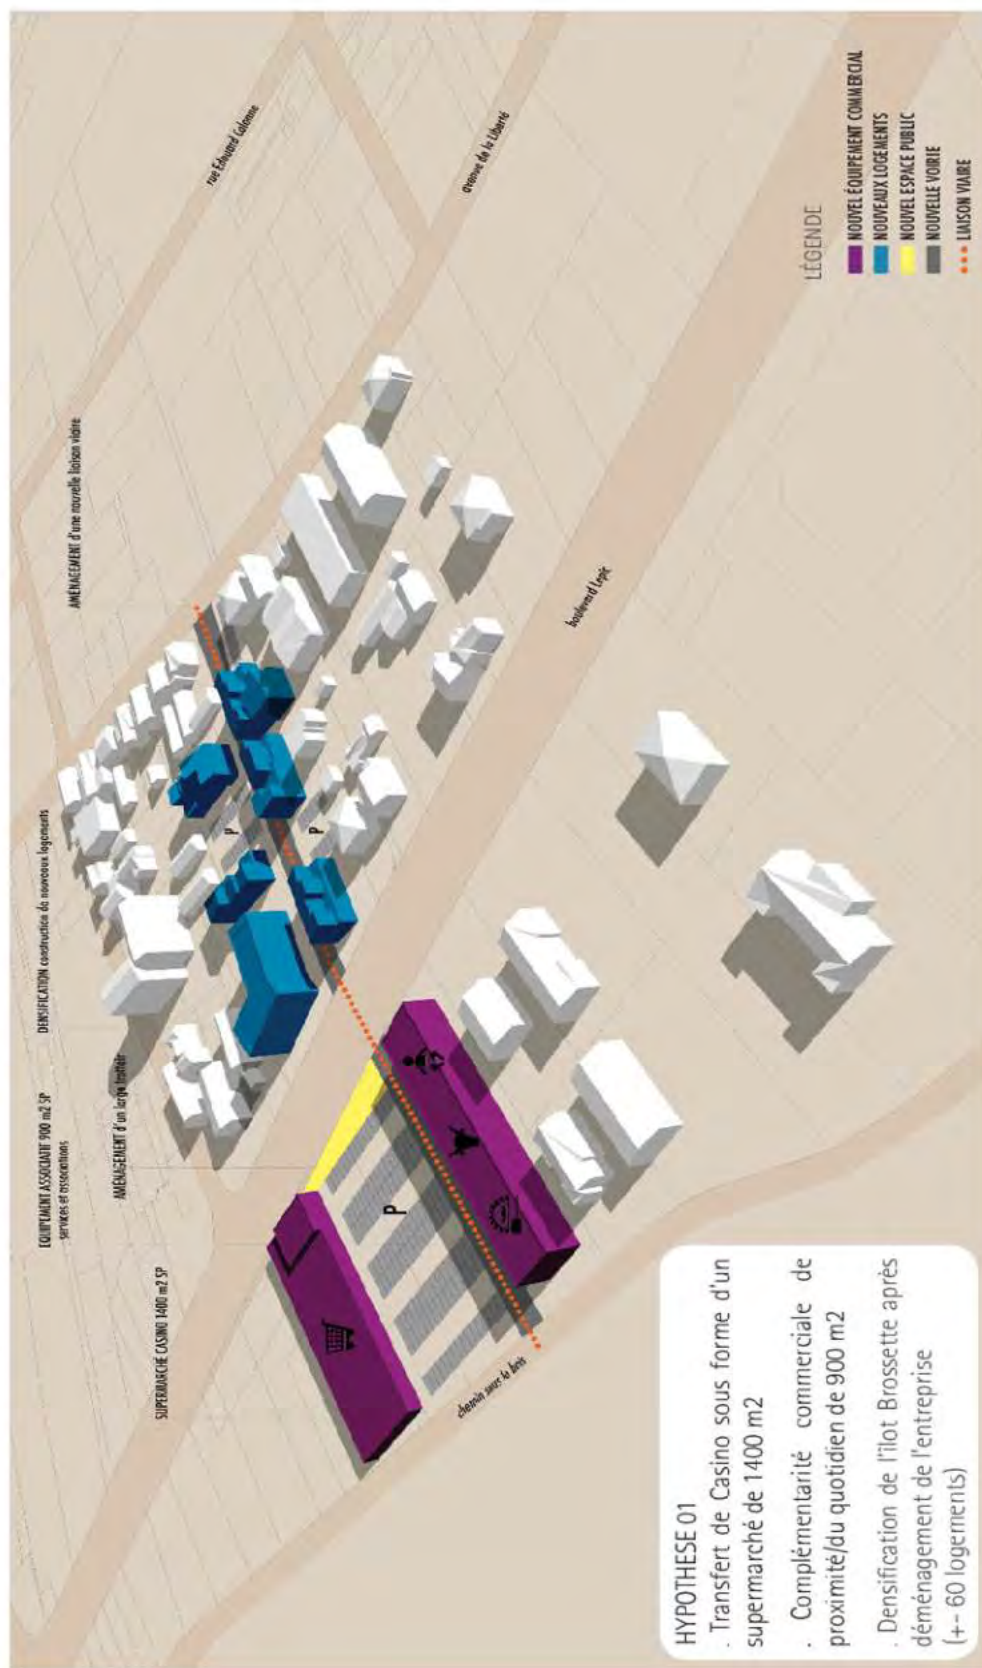 rue Edouard Colonne
avenue de la Liberté
boulevard Lepic
chemin sous le bois
AMÉNAGEMENT d'une nouvelle liaison viaire
DENSIFICATION construction de nouveaux logements
EQUIPEMENT ASSOCIATIF 900 m2 SP
services et associations
AMÉNAGEMENT d'un large trottoir
SUPERMARCHÉ CASINO 1400 m2 SP
P
P
P
LÉGENDE
NOUVEL ÉQUIPEMENT COMMERCIAL
NOUVEAUX LOGEMENTS
NOUVEL ESPACE PUBLIC
NOUVELLE VOIRIE
LIAISON VIAIRE
HYPOTHESE 01
. Transfert de Casino sous forme d'un
supermarché de 1400 m2
. Complémentarité commerciale de
proximité/du quotidien de 900 m2
. Densification de l'ilot Brossette après
déménagement de l'entreprise
(+- 60 logements)